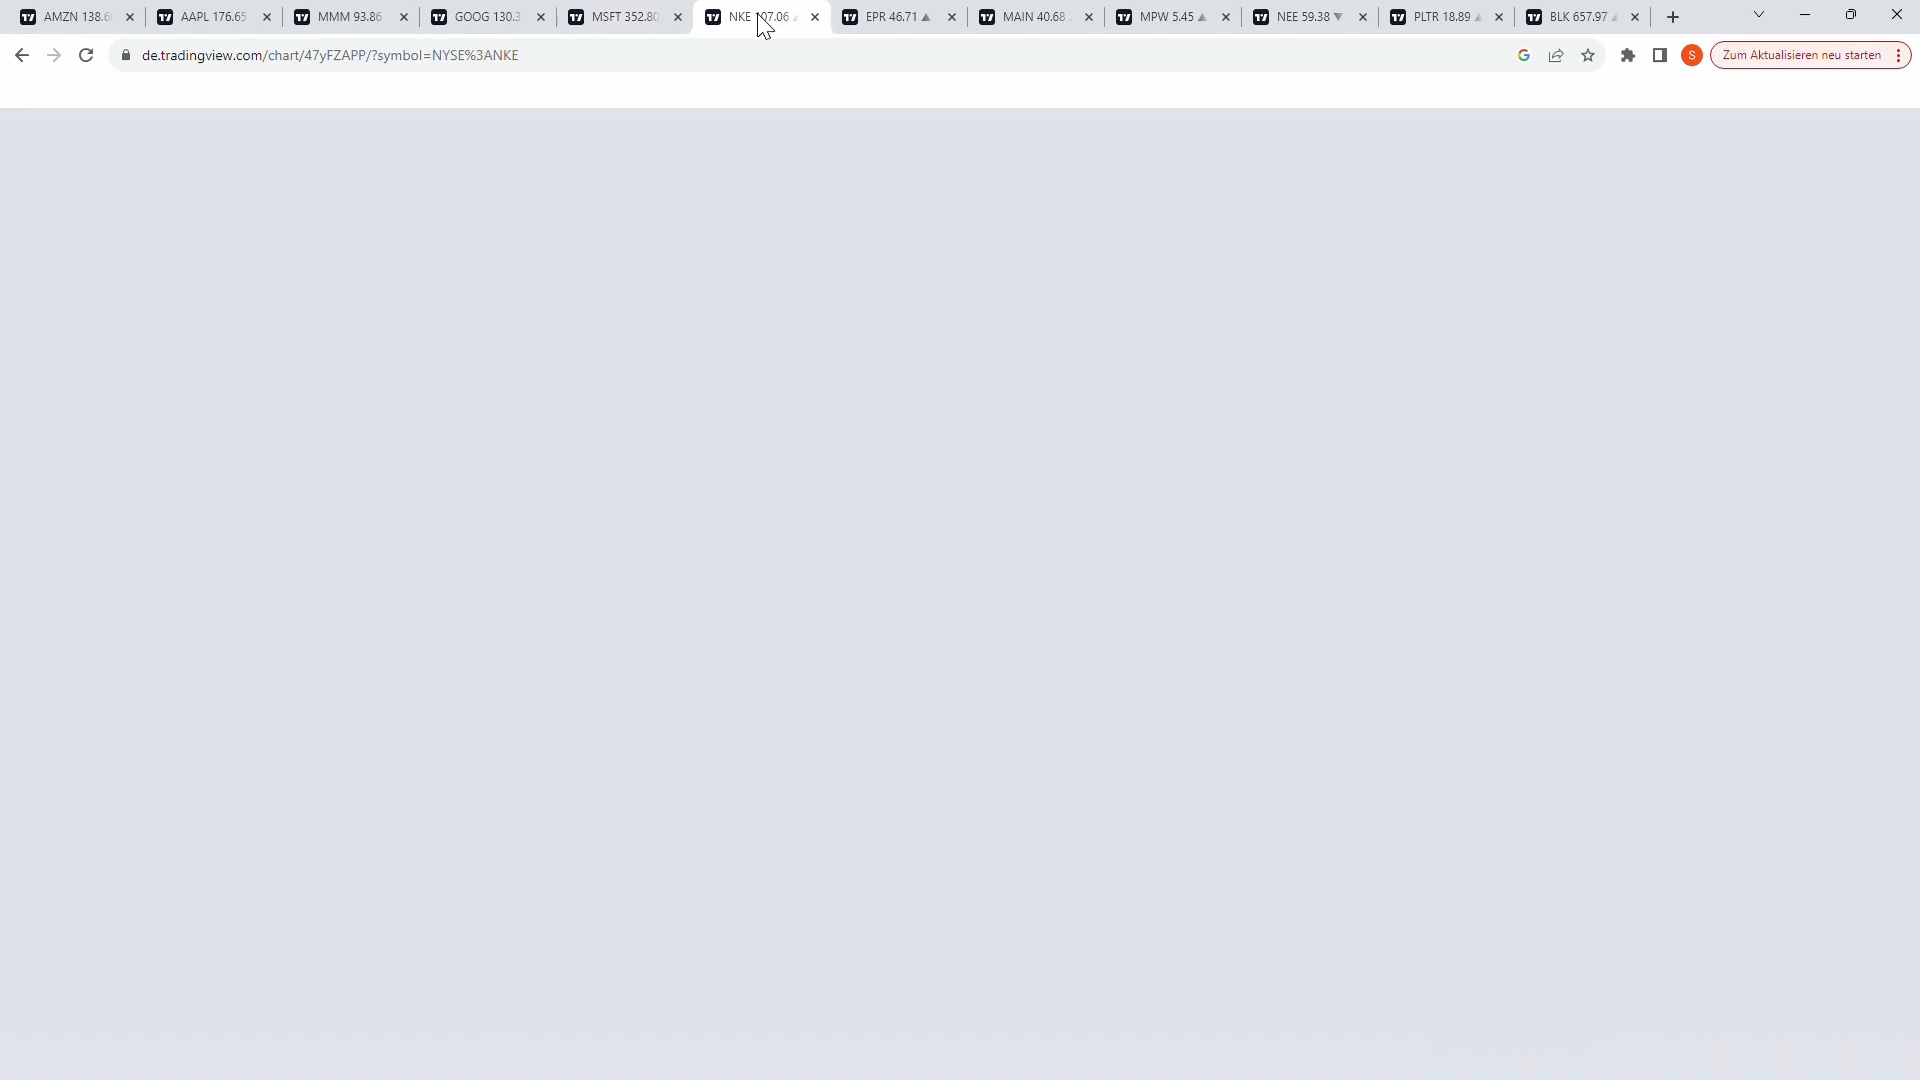 AMZN 138.6 AAPL 176.65 MMM 93.86 GOOG 130.3 MSFT 352.80 NKE 107.06 EPR 46.71 MAIN 40.68 MPW 5.45 NEE 59.38 PLTR 18.89 BLK 657.97
de.tradingview.com/chart/47yFZAPP/?symbol=NYSE%3ANKE S Zum Aktualisieren neu starten